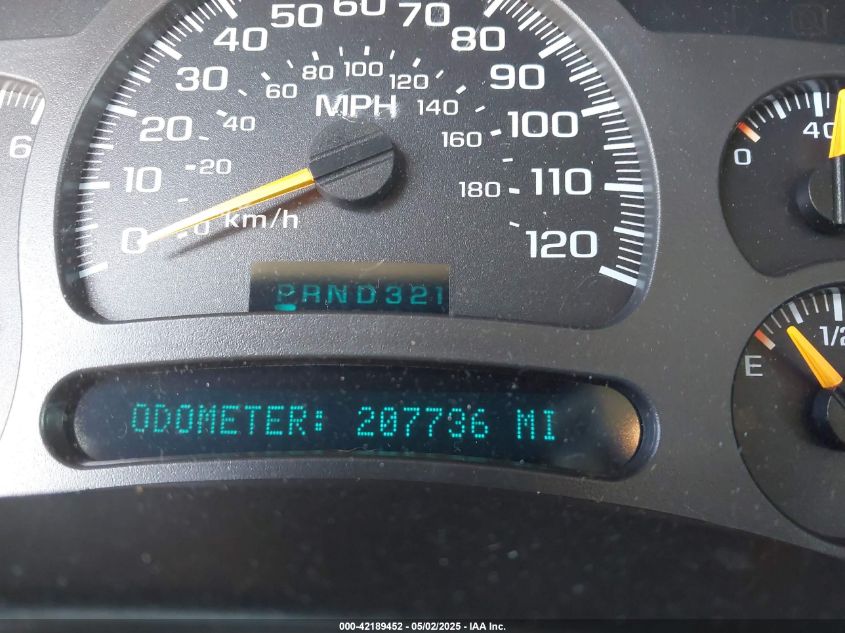 50 60 70
40 80
30 60 80 100 120 90
MPH 140
20 40 160 100
10 20 180 110
0 0 km/h 120
PRND321
ODOMETER: 207736 MI
6
0 40
E 1/2
000-42189452 - 05/02/2025 - IAA Inc.